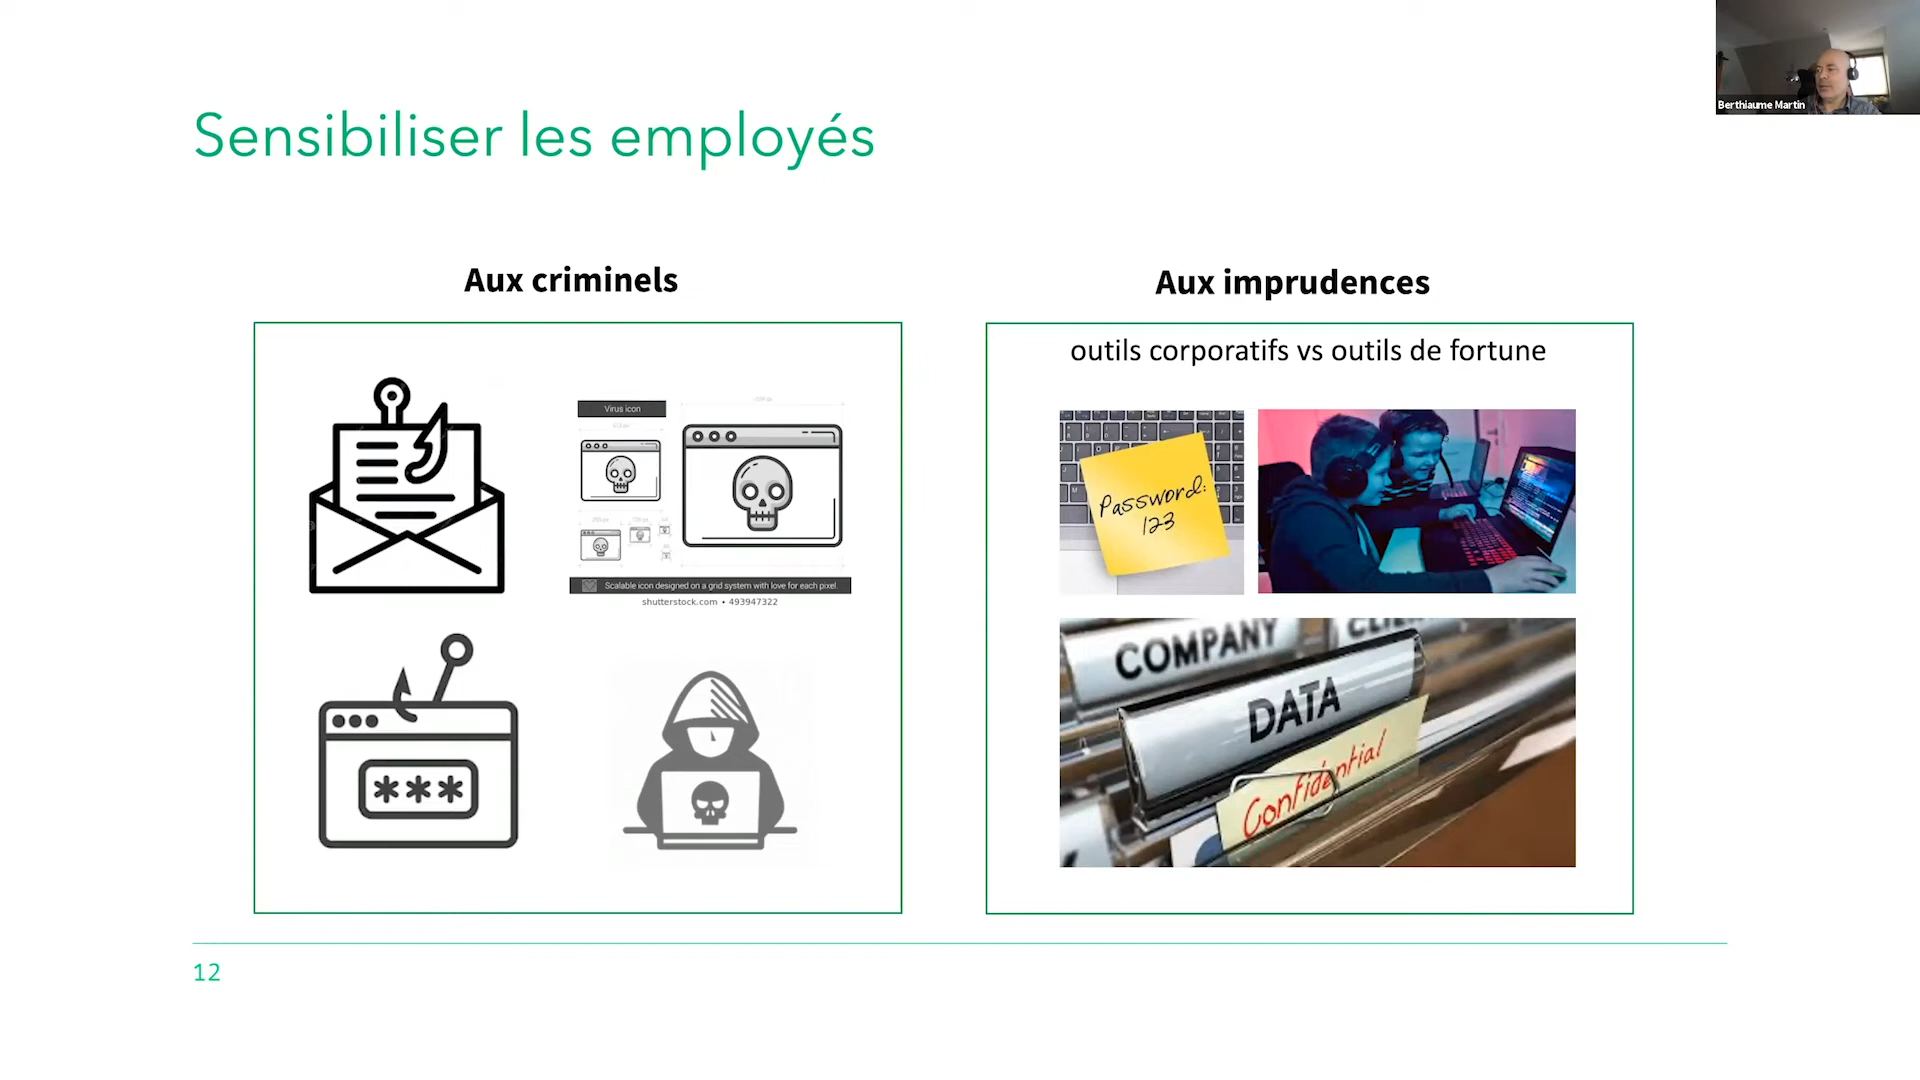 Berthiaume Martin
Sensibiliser les employés
Aux criminels
Virus icon
Scalable icon designed on a grid system with love for each pixel.
shutterstock.com • 493947322
***
Aux imprudences
outils corporatifs vs outils de fortune
Password:
123
COMPANY
DATA
Confidential
12